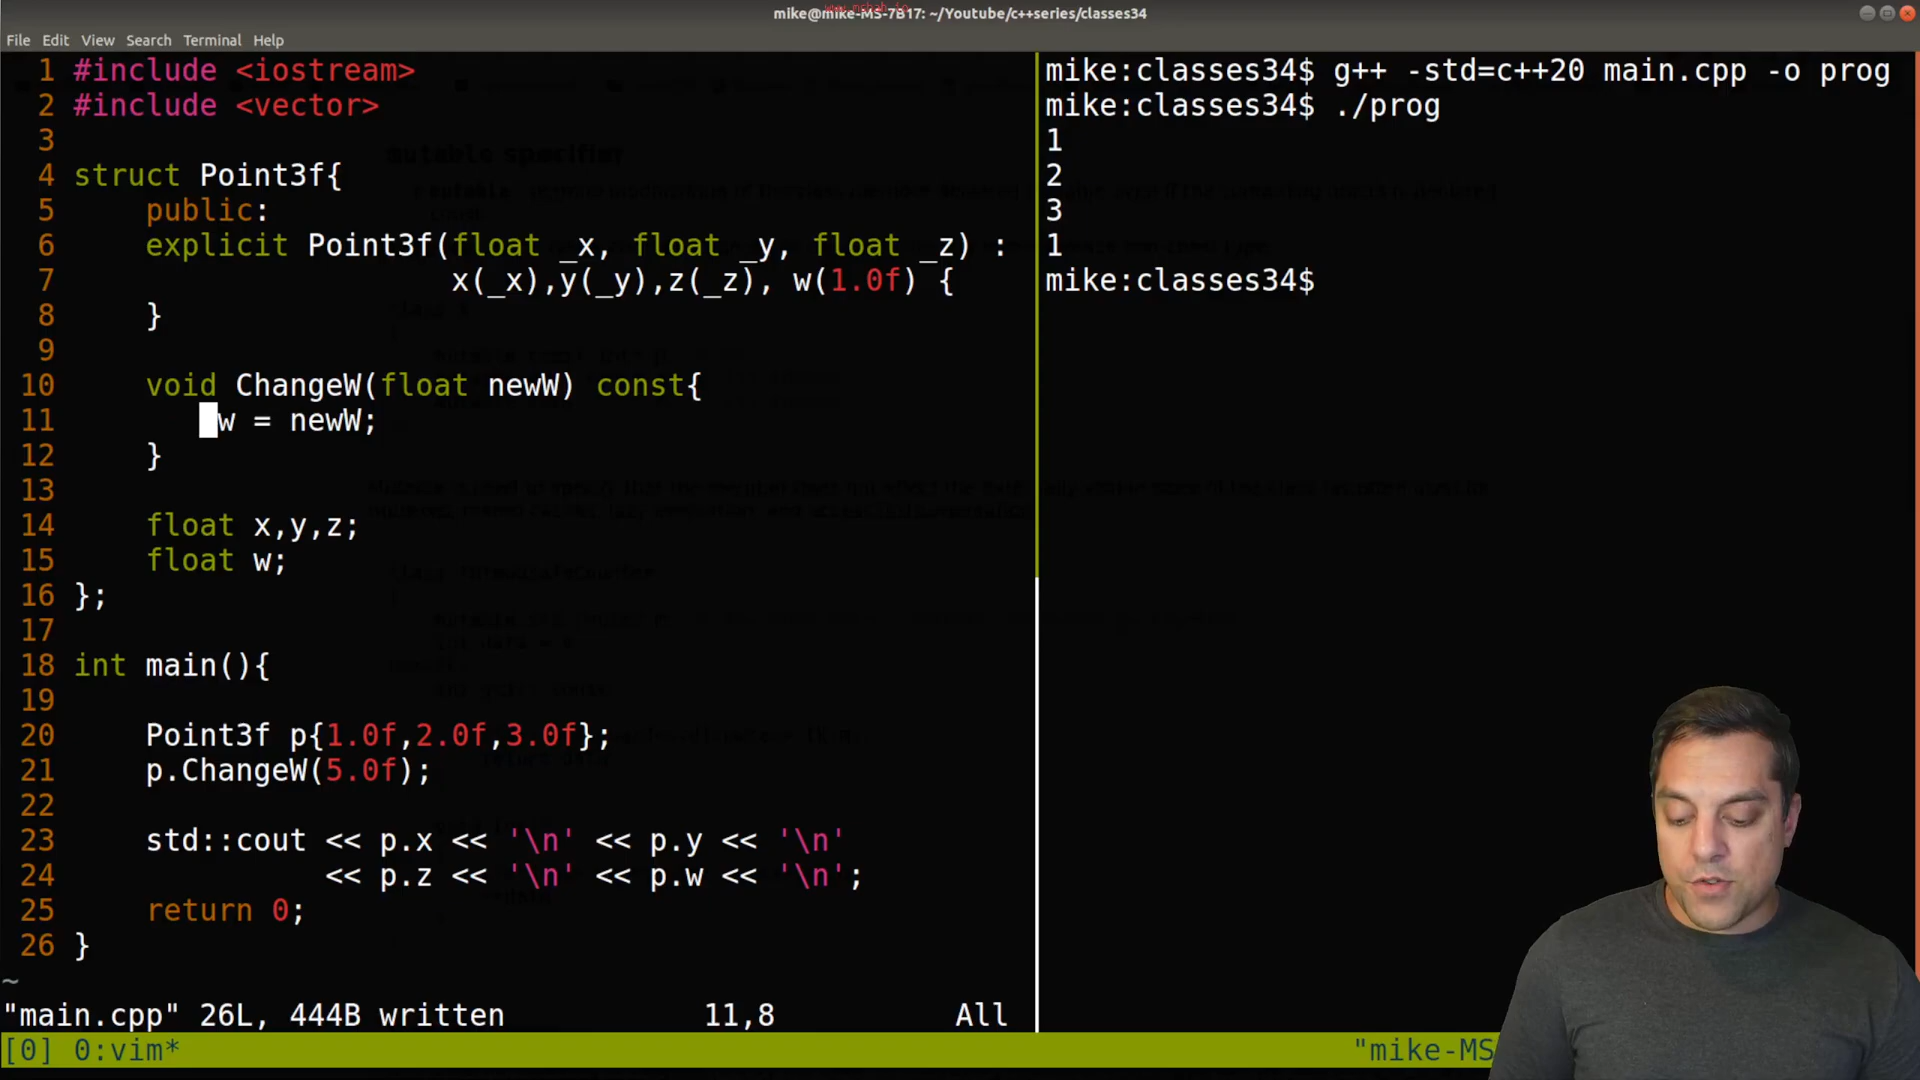 www.mshah.io
mike@mike-MS-7B17: ~/Youtube/c++series/classes34
File Edit View Search Terminal Help
1 #include <iostream>
2 #include <vector>
3
4 struct Point3f{
5 public:
6 explicit Point3f(float _x, float _y, float _z) :
7 x(_x),y(_y),z(_z), w(1.0f) {
8 }
9
10 void ChangeW(float newW) const{
11 w = newW;
12 }
13
14 float x,y,z;
15 float w;
16 };
17
18 int main(){
19
20 Point3f p{1.0f,2.0f,3.0f};
21 p.ChangeW(5.0f);
22
23 std::cout << p.x << '\n' << p.y << '\n'
24 << p.z << '\n' << p.w << '\n';
25 return 0;
26 }
~
"main.cpp" 26L, 444B written 11,8 All
mike:classes34$ g++ -std=c++20 main.cpp -o prog
mike:classes34$ ./prog
1
2
3
1
mike:classes34$
mutable specifier
[0] 0:vim* "mike-MS